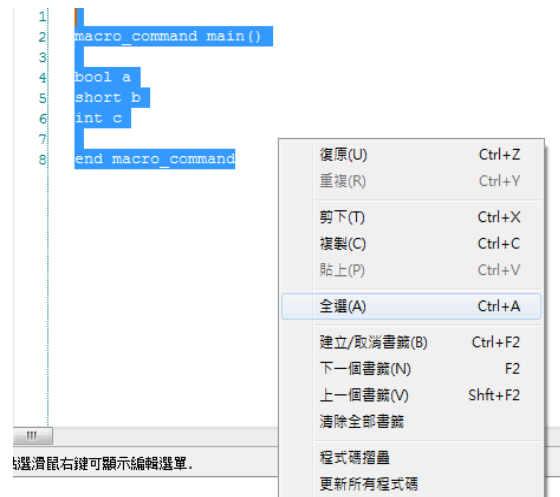 1
2 macro_command main()
3
4 bool a
5 short b
6 int c
7
8 end macro_command
復原(U) Ctrl+Z
重複(R) Ctrl+Y
剪下(T) Ctrl+X
複製(C) Ctrl+C
貼上(P) Ctrl+V
全選(A) Ctrl+A
建立/取消書籤(B) Ctrl+F2
下一個書籤(N) F2
上一個書籤(V) Shft+F2
清除全部書籤
程式碼摺疊
更新所有程式碼
選滑鼠右鍵可顯示編輯選單.